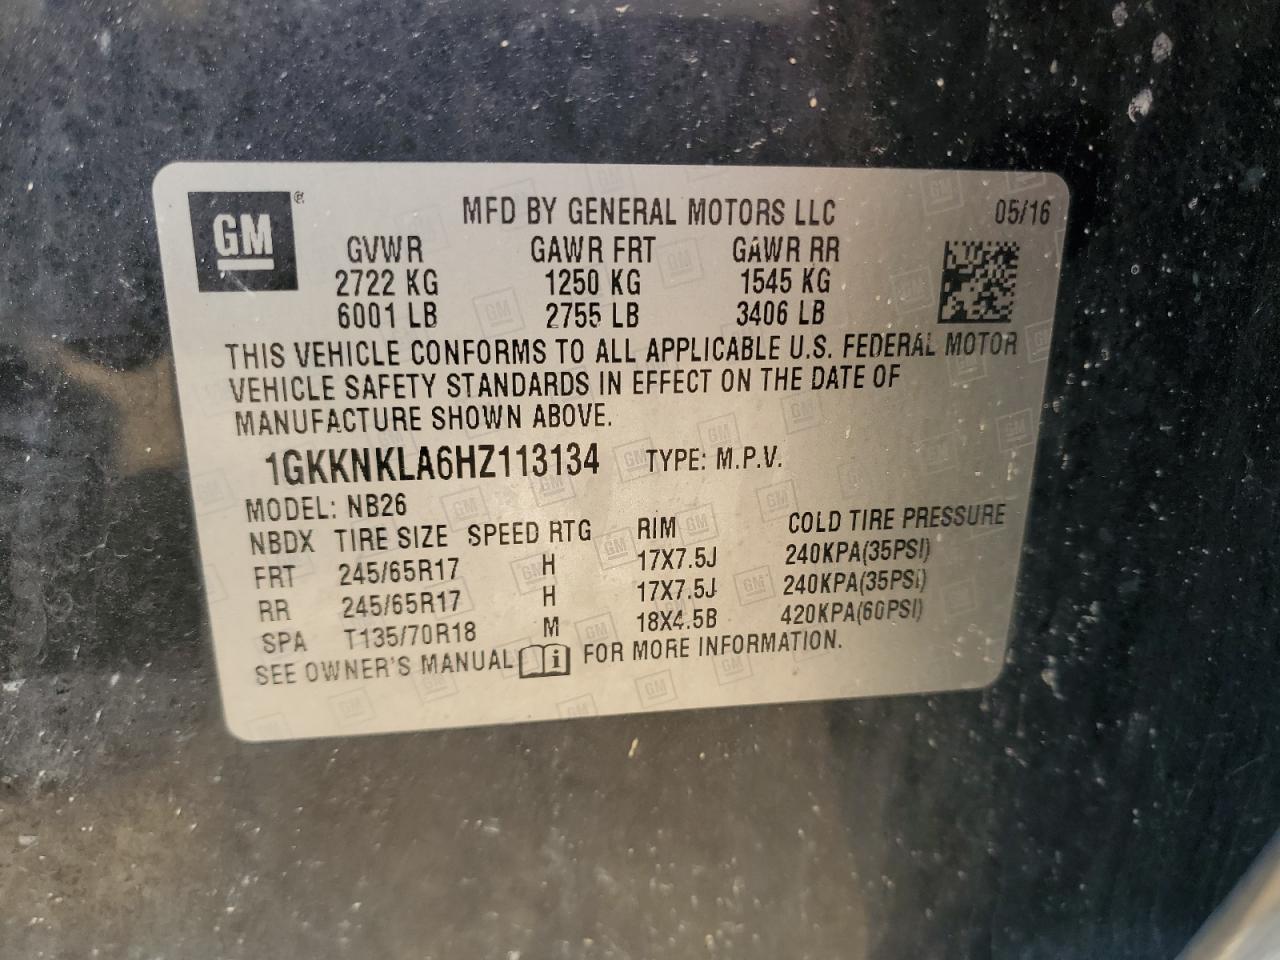 GM ®
MFD BY GENERAL MOTORS LLC 05/16
GVWR GAWR FRT GAWR RR
2722 KG 1250 KG 1545 KG
6001 LB 2755 LB 3406 LB
THIS VEHICLE CONFORMS TO ALL APPLICABLE U.S. FEDERAL MOTOR
VEHICLE SAFETY STANDARDS IN EFFECT ON THE DATE OF
MANUFACTURE SHOWN ABOVE.
1GKKNKLA6HZ113134 TYPE: M.P.V.
MODEL: NB26
NBDX TIRE SIZE SPEED RTG RIM COLD TIRE PRESSURE
FRT 245/65R17 H 17X7.5J 240KPA(35PSI)
RR 245/65R17 H 17X7.5J 240KPA(35PSI)
SPA T135/70R18 M 18X4.5B 420KPA(60PSI)
SEE OWNER'S MANUAL i FOR MORE INFORMATION.